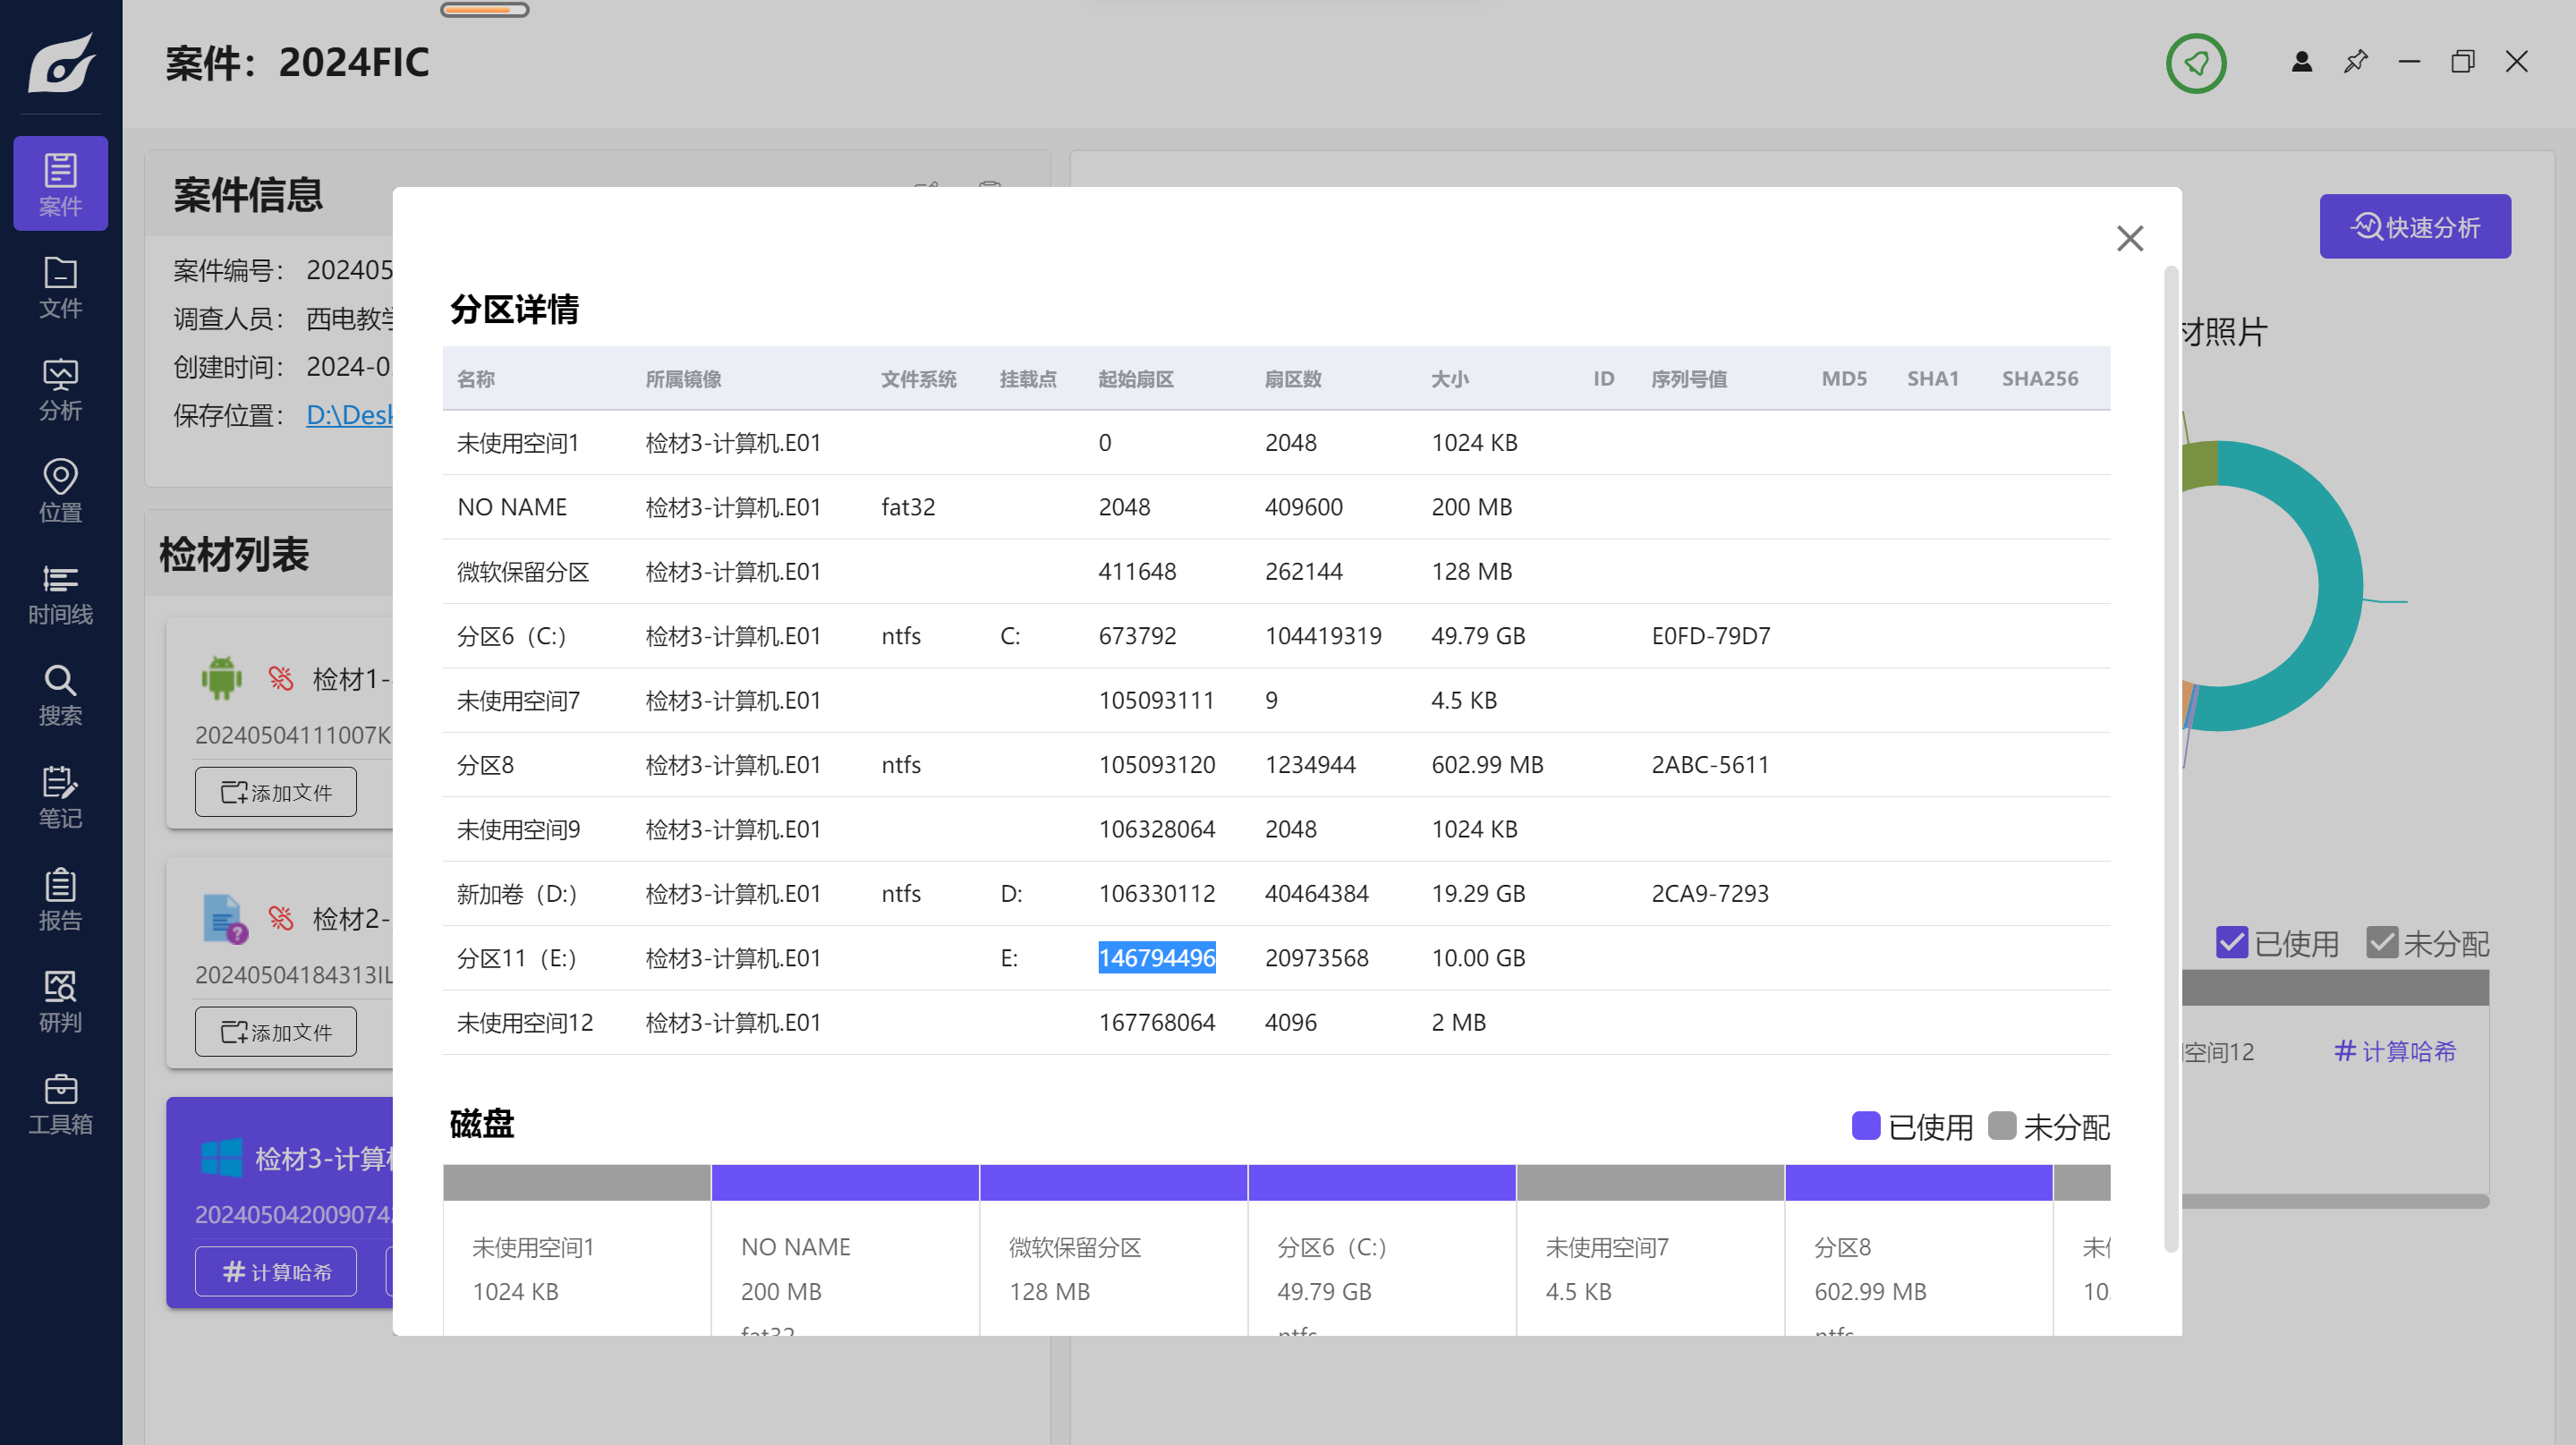 案件：2024FIC
案件
文件
分析
位置
时间线
搜索
笔记
报告
研判
工具箱
案件信息
案件编号： 202405
调查人员： 西电教学
创建时间： 2024-0
保存位置： D:\Desk
检材列表
检材1-
20240504111007K
添加文件
检材2-
20240504184313IL
添加文件
检材3-计算机
2024050420090742
# 计算哈希
快速分析
材照片
已使用 未分配
空间12 # 计算哈希
分区详情
名称 所属镜像 文件系统 挂载点 起始扇区 扇区数 大小 ID 序列号值 MD5 SHA1 SHA256
未使用空间1 检材3-计算机.E01 0 2048 1024 KB
NO NAME 检材3-计算机.E01 fat32 2048 409600 200 MB
微软保留分区 检材3-计算机.E01 411648 262144 128 MB
分区6（C:） 检材3-计算机.E01 ntfs C: 673792 104419319 49.79 GB E0FD-79D7
未使用空间7 检材3-计算机.E01 105093111 9 4.5 KB
分区8 检材3-计算机.E01 ntfs 105093120 1234944 602.99 MB 2ABC-5611
未使用空间9 检材3-计算机.E01 106328064 2048 1024 KB
新加卷（D:） 检材3-计算机.E01 ntfs D: 106330112 40464384 19.29 GB 2CA9-7293
分区11（E:） 检材3-计算机.E01 E: 146794496 20973568 10.00 GB
未使用空间12 检材3-计算机.E01 167768064 4096 2 MB
磁盘 已使用 未分配
未使用空间1 NO NAME 微软保留分区 分区6（C:） 未使用空间7 分区8 未
1024 KB 200 MB 128 MB 49.79 GB 4.5 KB 602.99 MB 10
fat32 ntfs ntfs